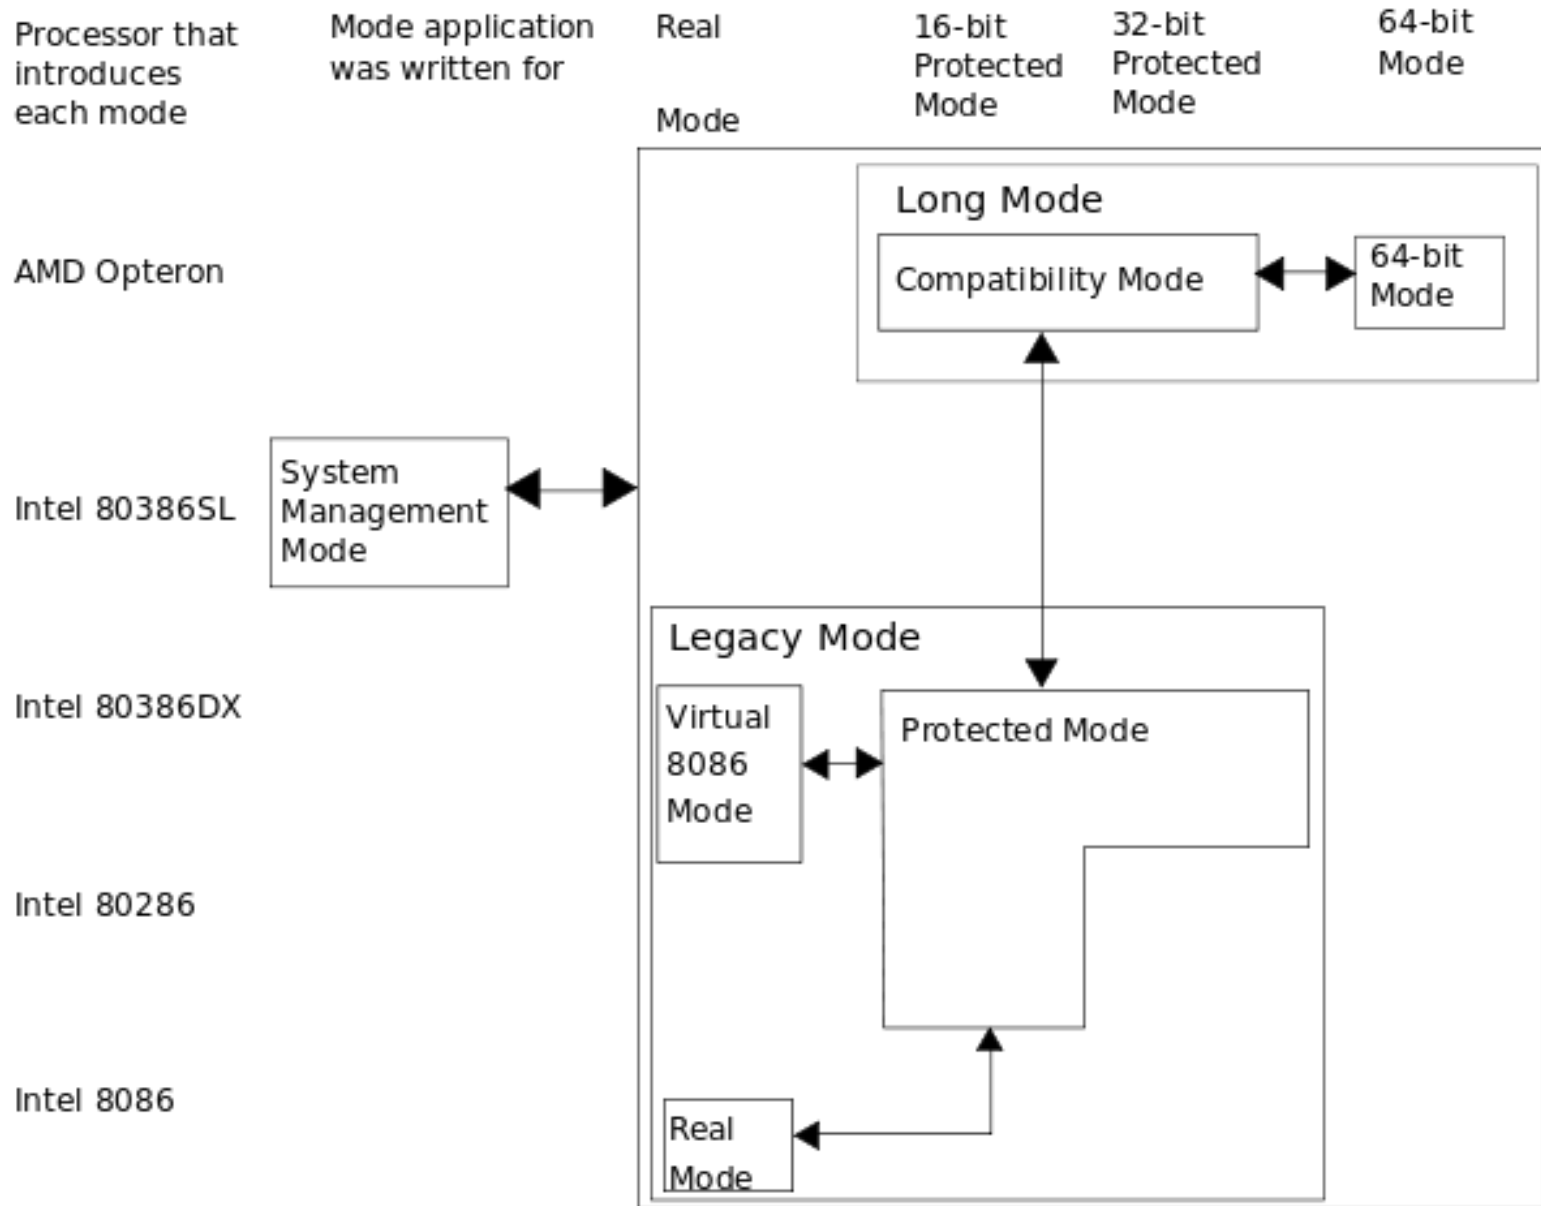 Processor that
introduces
each mode
Mode application
was written for
Real
Mode
16-bit
Protected
Mode
32-bit
Protected
Mode
64-bit
Mode
AMD Opteron
Long Mode
Compatibility Mode
64-bit
Mode
Intel 80386SL
System
Management
Mode
Legacy Mode
Intel 80386DX
Virtual
8086
Mode
Protected Mode
Intel 80286
Intel 8086
Real
Mode